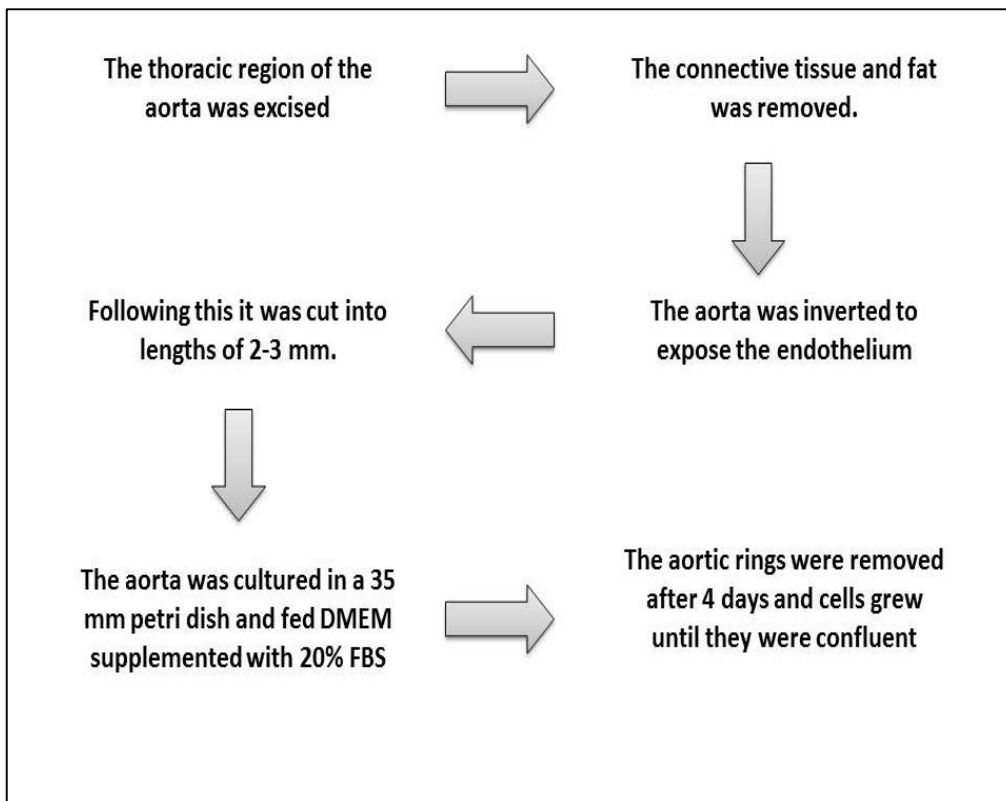 The thoracic region of the
aorta was excised
The connective tissue and fat
was removed.
The aorta was inverted to
expose the endothelium
Following this it was cut into
lengths of 2-3 mm.
The aorta was cultured in a 35
mm petri dish and fed DMEM
supplemented with 20% FBS
The aortic rings were removed
after 4 days and cells grew
until they were confluent